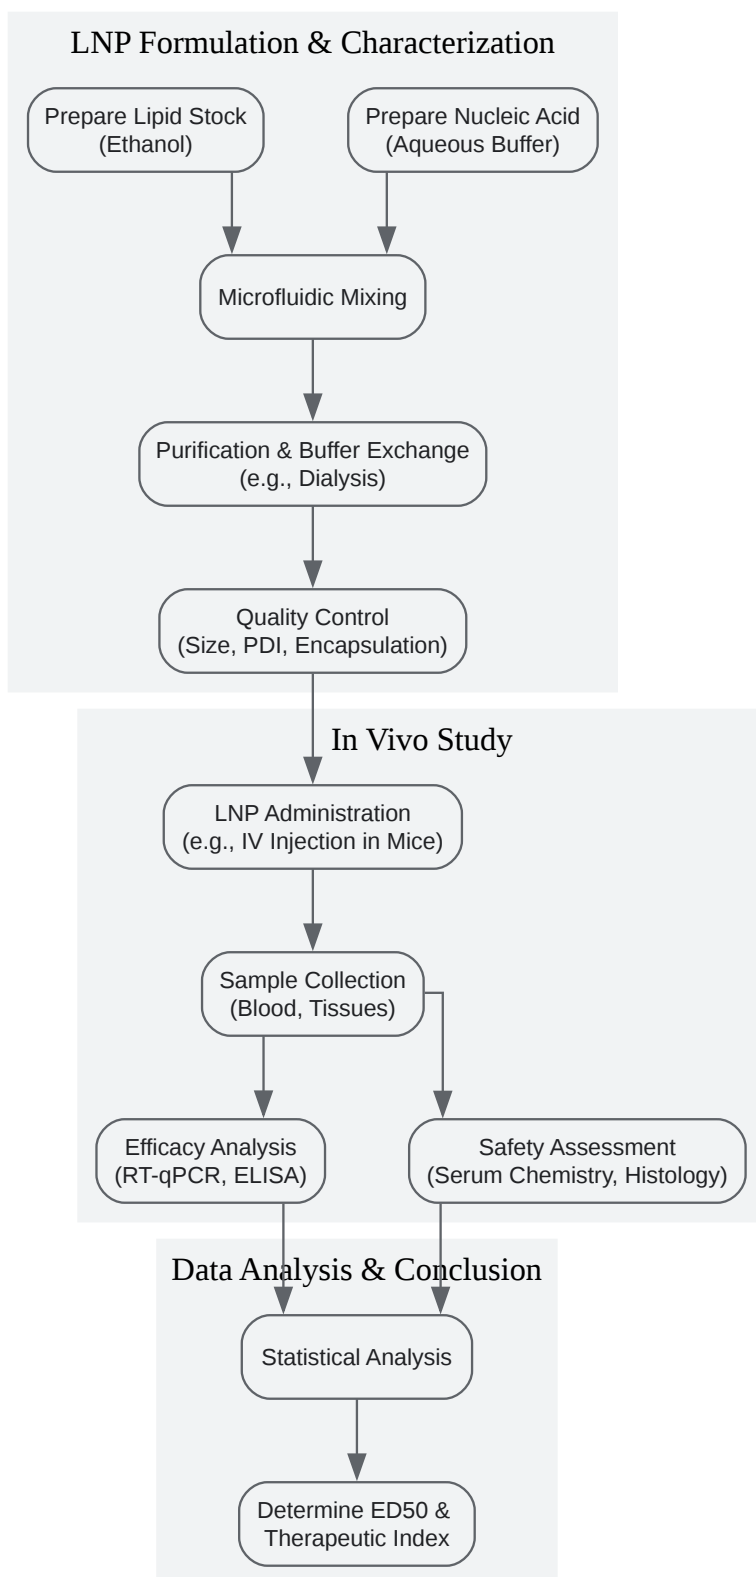 LNP Formulation & Characterization
Prepare Lipid Stock
(Ethanol)
Prepare Nucleic Acid
(Aqueous Buffer)
Microfluidic Mixing
Purification & Buffer Exchange
(e.g., Dialysis)
Quality Control
(Size, PDI, Encapsulation)
In Vivo Study
LNP Administration
(e.g., IV Injection in Mice)
Sample Collection
(Blood, Tissues)
Efficacy Analysis
(RT-qPCR, ELISA)
Safety Assessment
(Serum Chemistry, Histology)
Data Analysis & Conclusion
Statistical Analysis
Determine ED50 &
Therapeutic Index